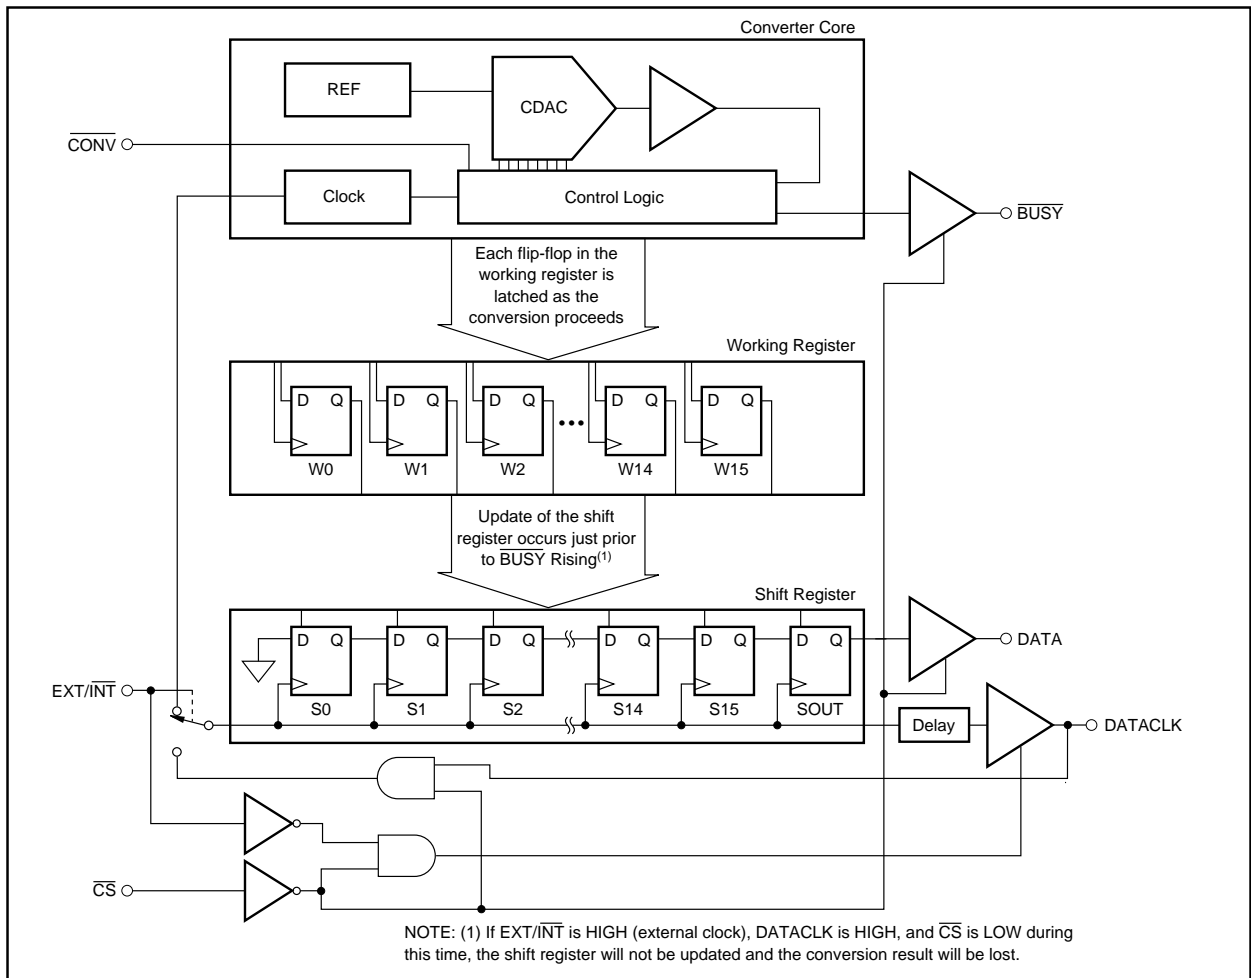 Converter Core
REF
CDAC
CONV
Clock
Control Logic
BUSY
Each flip-flop in the
working register is
latched as the
conversion proceeds
Working Register
D Q
D Q
D Q
D Q
D Q
W0
W1
W2
W14
W15
Update of the shift
register occurs just prior
to BUSY Rising(1)
Shift Register
D Q
D Q
D Q
D Q
D Q
D Q
DATA
EXT/INT
S0
S1
S2
S14
S15
SOUT
Delay
DATACLK
CS
NOTE: (1) If EXT/INT is HIGH (external clock), DATACLK is HIGH, and CS is LOW during
this time, the shift register will not be updated and the conversion result will be lost.